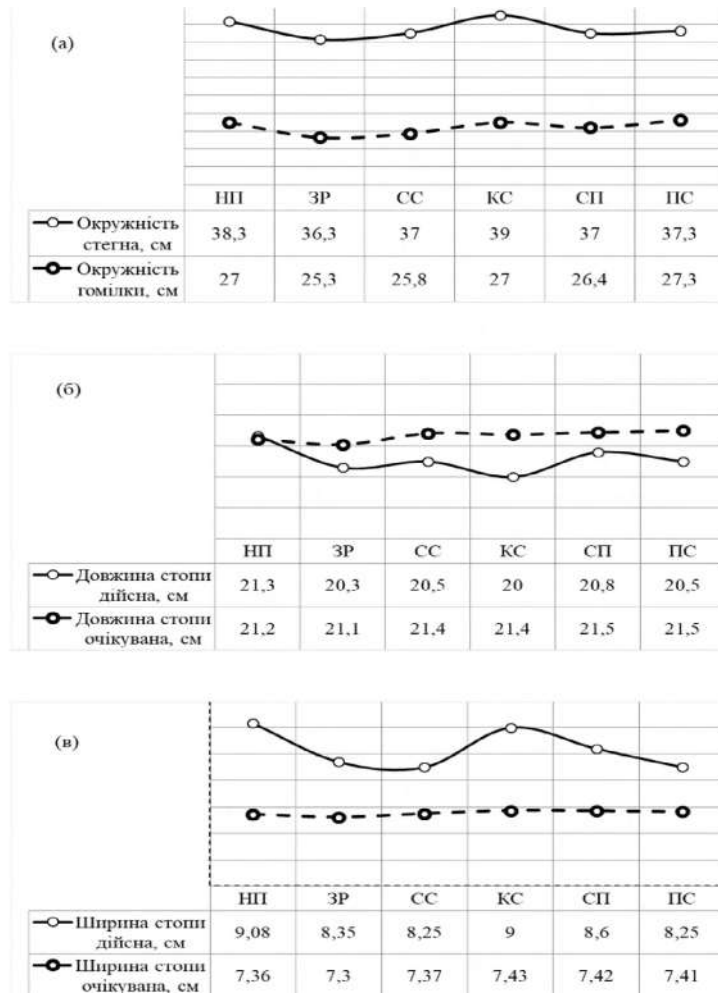 (а)
НП ЗР СС КС СП ПС
Окружність
стегна, см
38,3 36,3 37 39 37 37,3
Окружність
гомілки, см
27 25,3 25,8 27 26,4 27,3
(б)
НП ЗР СС КС СП ПС
Довжина стопи
дійсна, см
21,3 20,3 20,5 20 20,8 20,5
Довжина стопи
очікувана, см
21,2 21,1 21,4 21,4 21,5 21,5
(в)
НП ЗР СС КС СП ПС
Ширина стопи
дійсна, см
9,08 8,35 8,25 9 8,6 8,25
Ширина стопи
очікувана, см
7,36 7,3 7,37 7,43 7,42 7,41